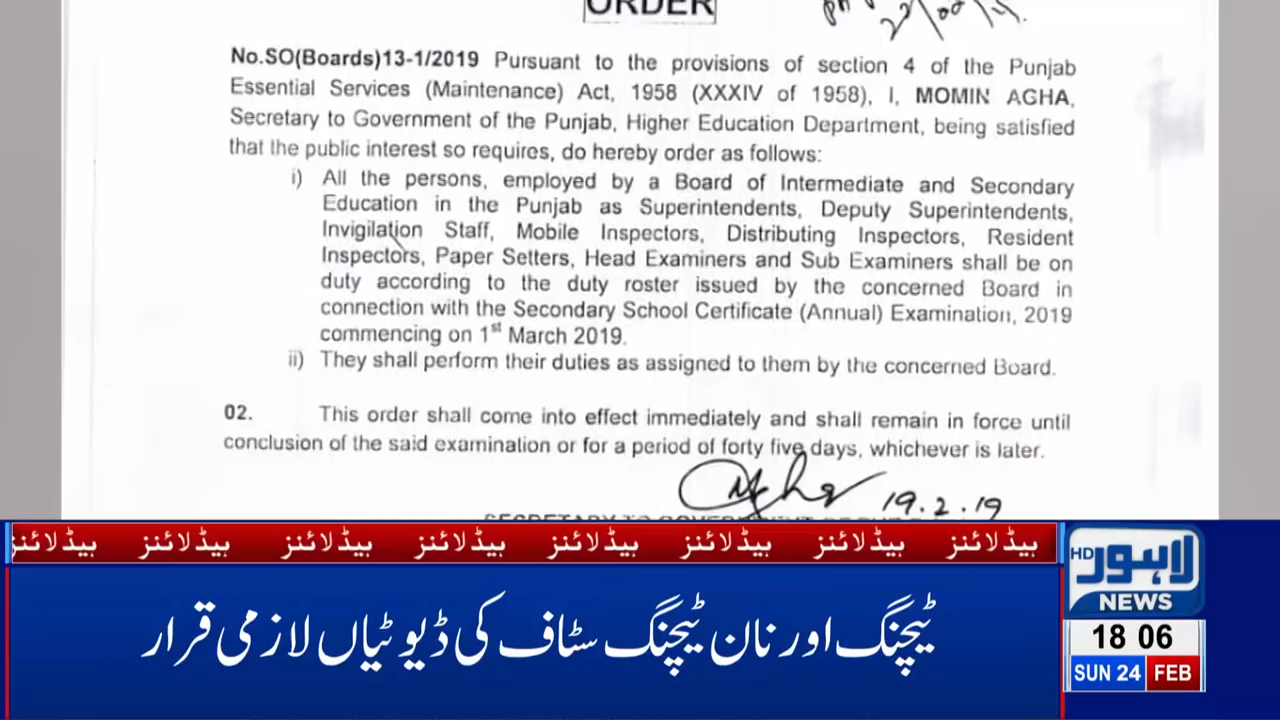 ORDER
No.SO(Boards)13-1/2019 Pursuant to the provisions of section 4 of the Punjab
Essential Services (Maintenance) Act, 1958 (XXXIV of 1958), I, MOMIN AGHA,
Secretary to Government of the Punjab, Higher Education Department, being satisfied
that the public interest so requires, do hereby order as follows:
i) All the persons, employed by a Board of Intermediate and Secondary
Education in the Punjab as Superintendents, Deputy Superintendents,
Invigilation Staff, Mobile Inspectors, Distributing Inspectors, Resident
Inspectors, Paper Setters, Head Examiners and Sub Examiners shall be on
duty according to the duty roster issued by the concerned Board in
connection with the Secondary School Certificate (Annual) Examination, 2019
commencing on 1st March 2019.
ii) They shall perform their duties as assigned to them by the concerned Board.
02. This order shall come into effect immediately and shall remain in force until
conclusion of the said examination or for a period of forty five days, whichever is later.
19.2.19
ہیڈلائنز ہیڈلائنز ہیڈلائنز ہیڈلائنز ہیڈلائنز ہیڈلائنز ہیڈلائنز ہیڈلائنز
ٹیچنگ اور نان ٹیچنگ سٹاف کی ڈیوٹیاں لازمی قرار
HD لاہور
NEWS
18 06
SUN 24 FEB